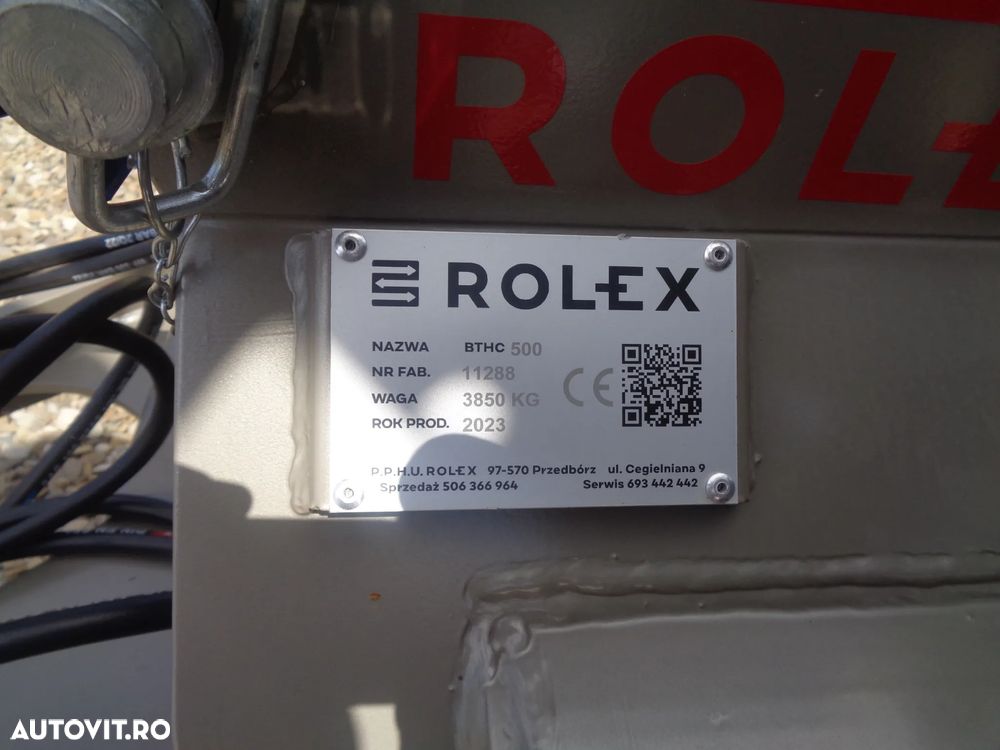 ROLE
ROLEX
NAZWA BTHC 500
NR FAB. 11288
WAGA 3850 KG
ROK PROD. 2023
CE
P.P.H.U. ROLEX 97-570 Przedbórz ul. Cegielniana 9
Sprzedaż 506 366 964 Serwis 693 442 442
AUTOVIT.RO